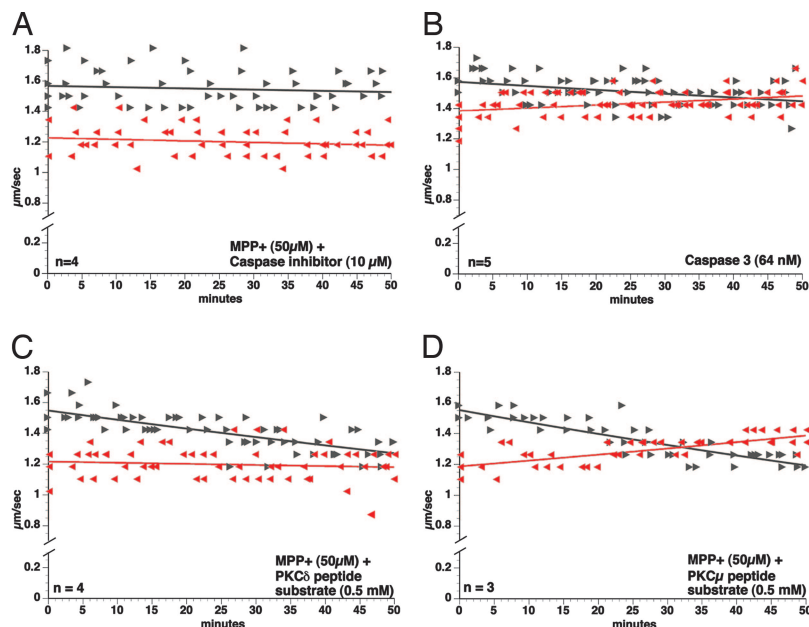 A
1.8
1.6
1.4
1.2
1
0.8
0.2
0
µm/sec
n=4
MPP+ (50µM) +
Caspase inhibitor (10 µM)
0 5 10 15 20 25 30 35 40 45 50
minutes
B
1.8
1.6
1.4
1.2
1
0.8
0.2
0
µm/sec
n=5
Caspase 3 (64 nM)
0 5 10 15 20 25 30 35 40 45 50
minutes
C
1.8
1.6
1.4
1.2
1
0.8
0.2
0
µm/sec
n = 4
MPP+ (50µM) +
PKCδ peptide
substrate (0.5 mM)
0 5 10 15 20 25 30 35 40 45 50
minutes
D
1.8
1.6
1.4
1.2
1
0.8
0.2
0
µm/sec
n = 3
MPP+ (50µM) +
PKCµ peptide
substrate (0.5 mM)
0 5 10 15 20 25 30 35 40 45 50
minutes